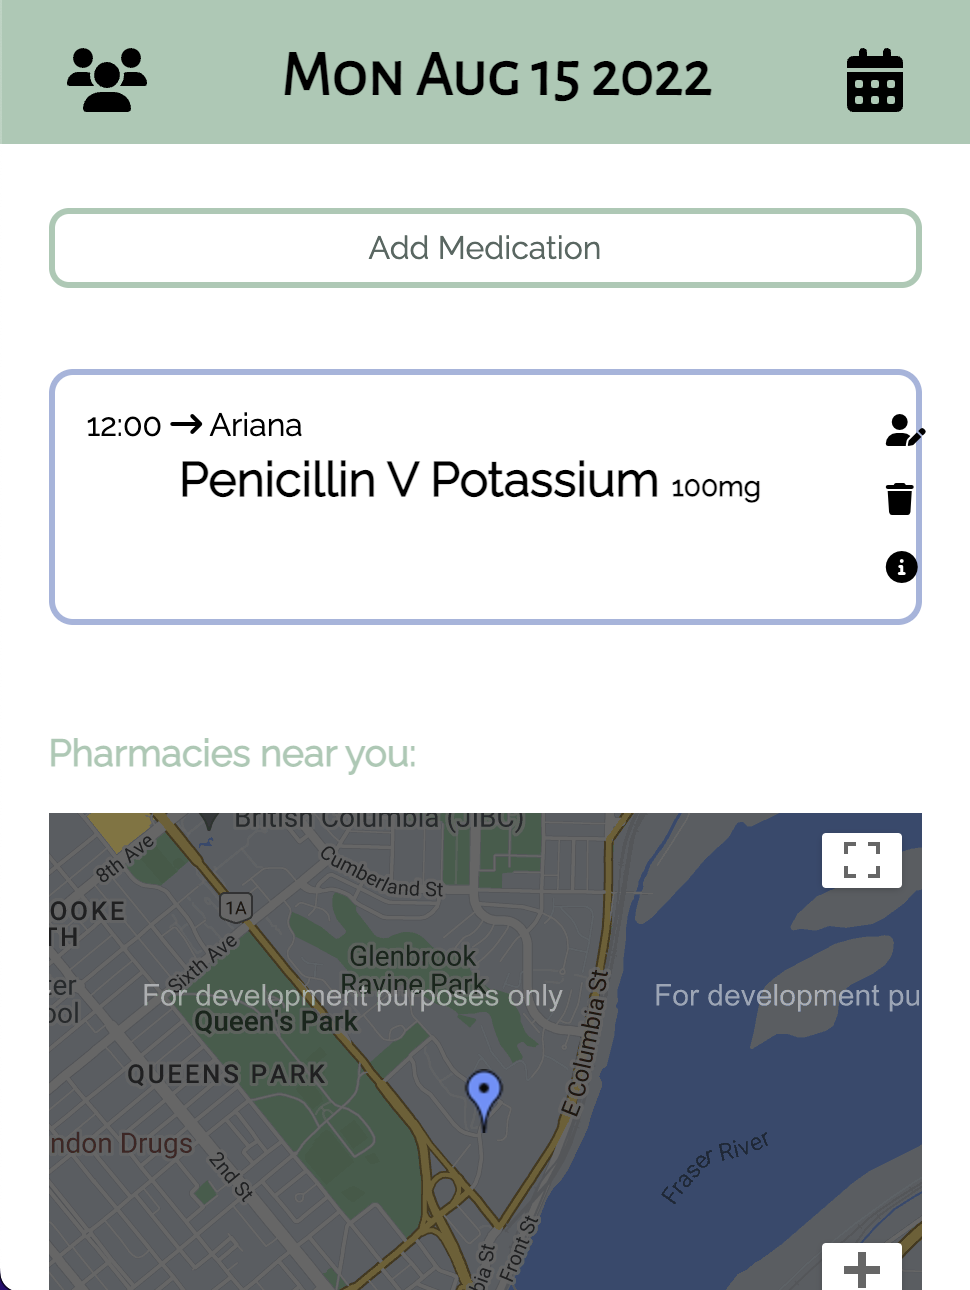 Mon Aug 15 2022
Add Medication
12:00 → Ariana
Penicillin V Potassium 100mg
Pharmacies near you:
British Columbia (JIBC)
8th Ave
Cumberland St
1A
OOKE
TH
Sixth Ave
Glenbrook
Ravine Park
ter
ool
For development purposes only
For development pu
Queen's Park
E Columbia St
QUEENS PARK
ndon Drugs
2nd St
Fraser River
Front St
bia St